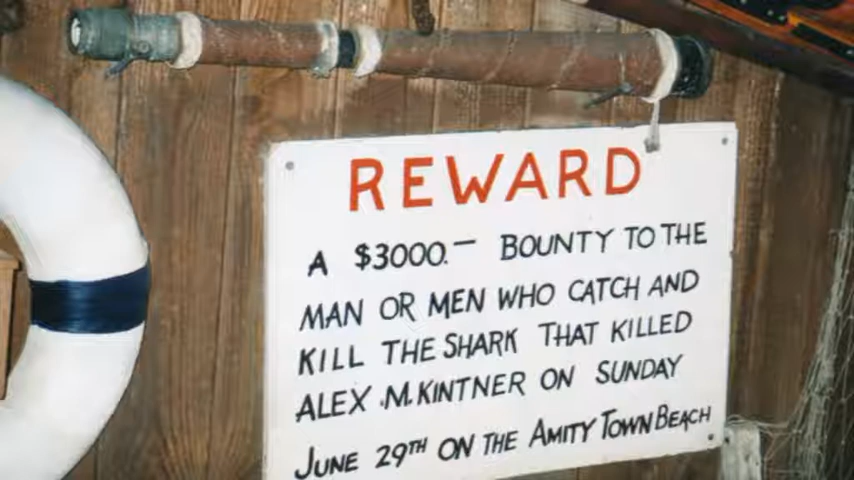 REWARD
A $3000.- BOUNTY TO THE
MAN OR MEN WHO CATCH AND
KILL THE SHARK THAT KILLED
ALEX .M.KINTNER ON SUNDAY
JUNE 29TH ON THE AMITY TOWN BEACH